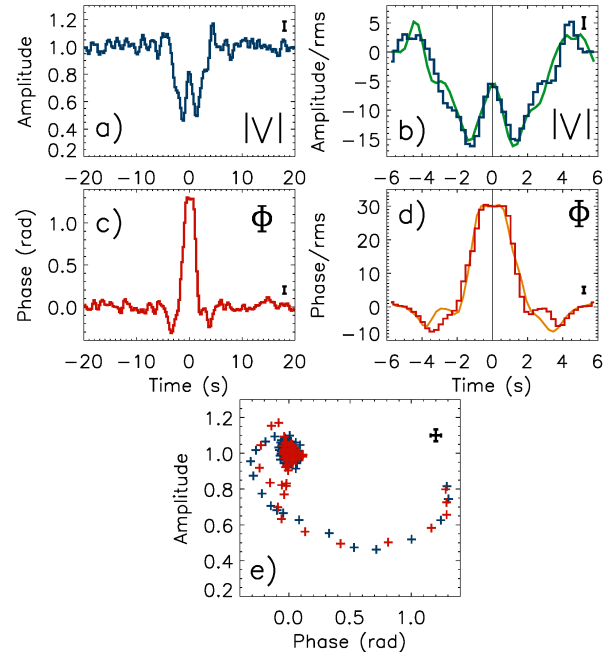 1.2
1.0
0.8
0.6
0.4
0.2
Amplitude
a)
|V|
−20 −10 0 10 20
5
0
−5
−10
−15
Amplitude/rms
b)
|V|
−6 −4 −2 0 2 4 6
1.0
0.5
0.0
Phase (rad)
c)
Φ
−20 −10 0 10 20
Time (s)
30
20
10
0
−10
Phase/rms
d)
Φ
−6 −4 −2 0 2 4 6
Time (s)
1.2
1.0
0.8
0.6
0.4
0.2
Amplitude
e)
0.0 0.5 1.0
Phase (rad)